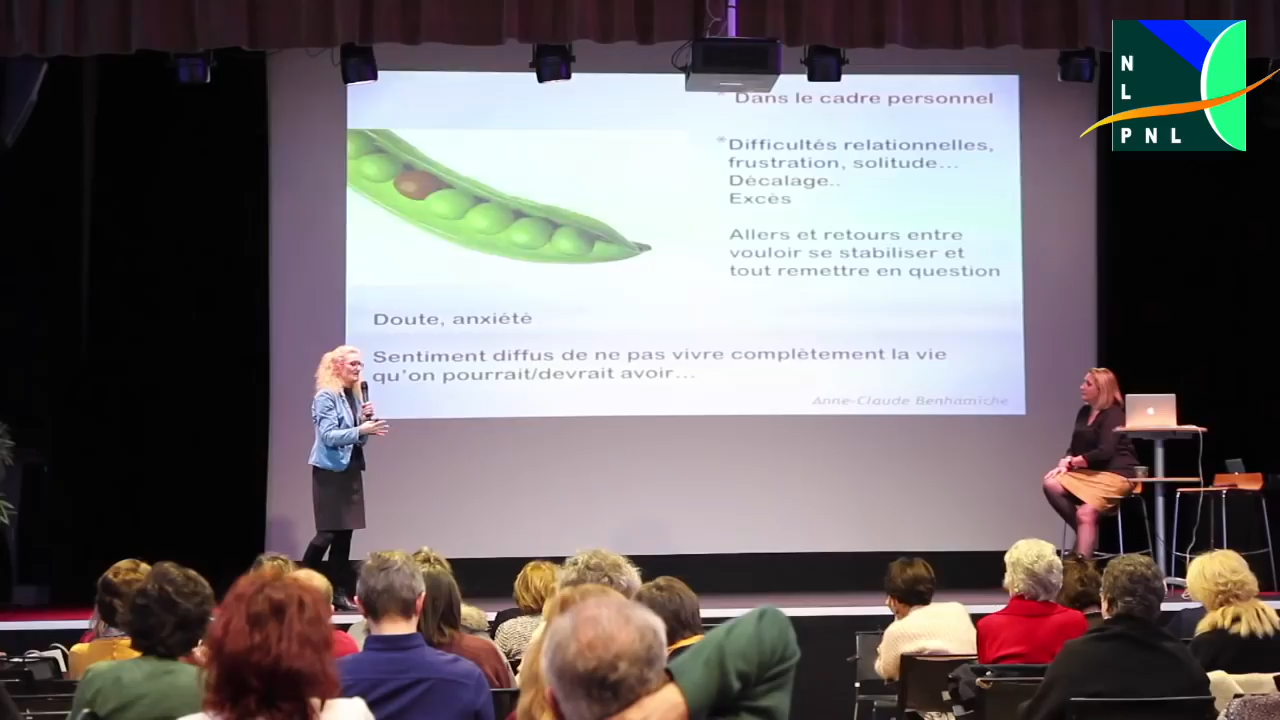 * Dans le cadre personnel
*Difficultés relationnelles,
frustration, solitude...
Décalage..
Excès
Allers et retours entre
vouloir se stabiliser et
tout remettre en question
Doute, anxiété
Sentiment diffus de ne pas vivre complètement la vie
qu'on pourrait/devrait avoir...
Anne-Claude Benhamiche
N
L
PNL